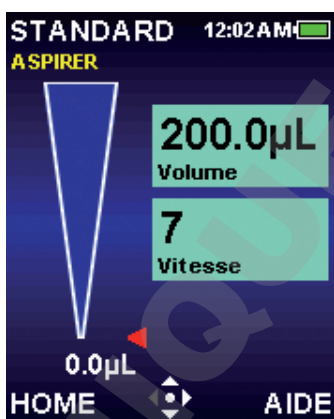 STANDARD 12:02AM
ASPIRER
200.0µL
Volume
7
Vitesse
0.0µL
HOME AIDE